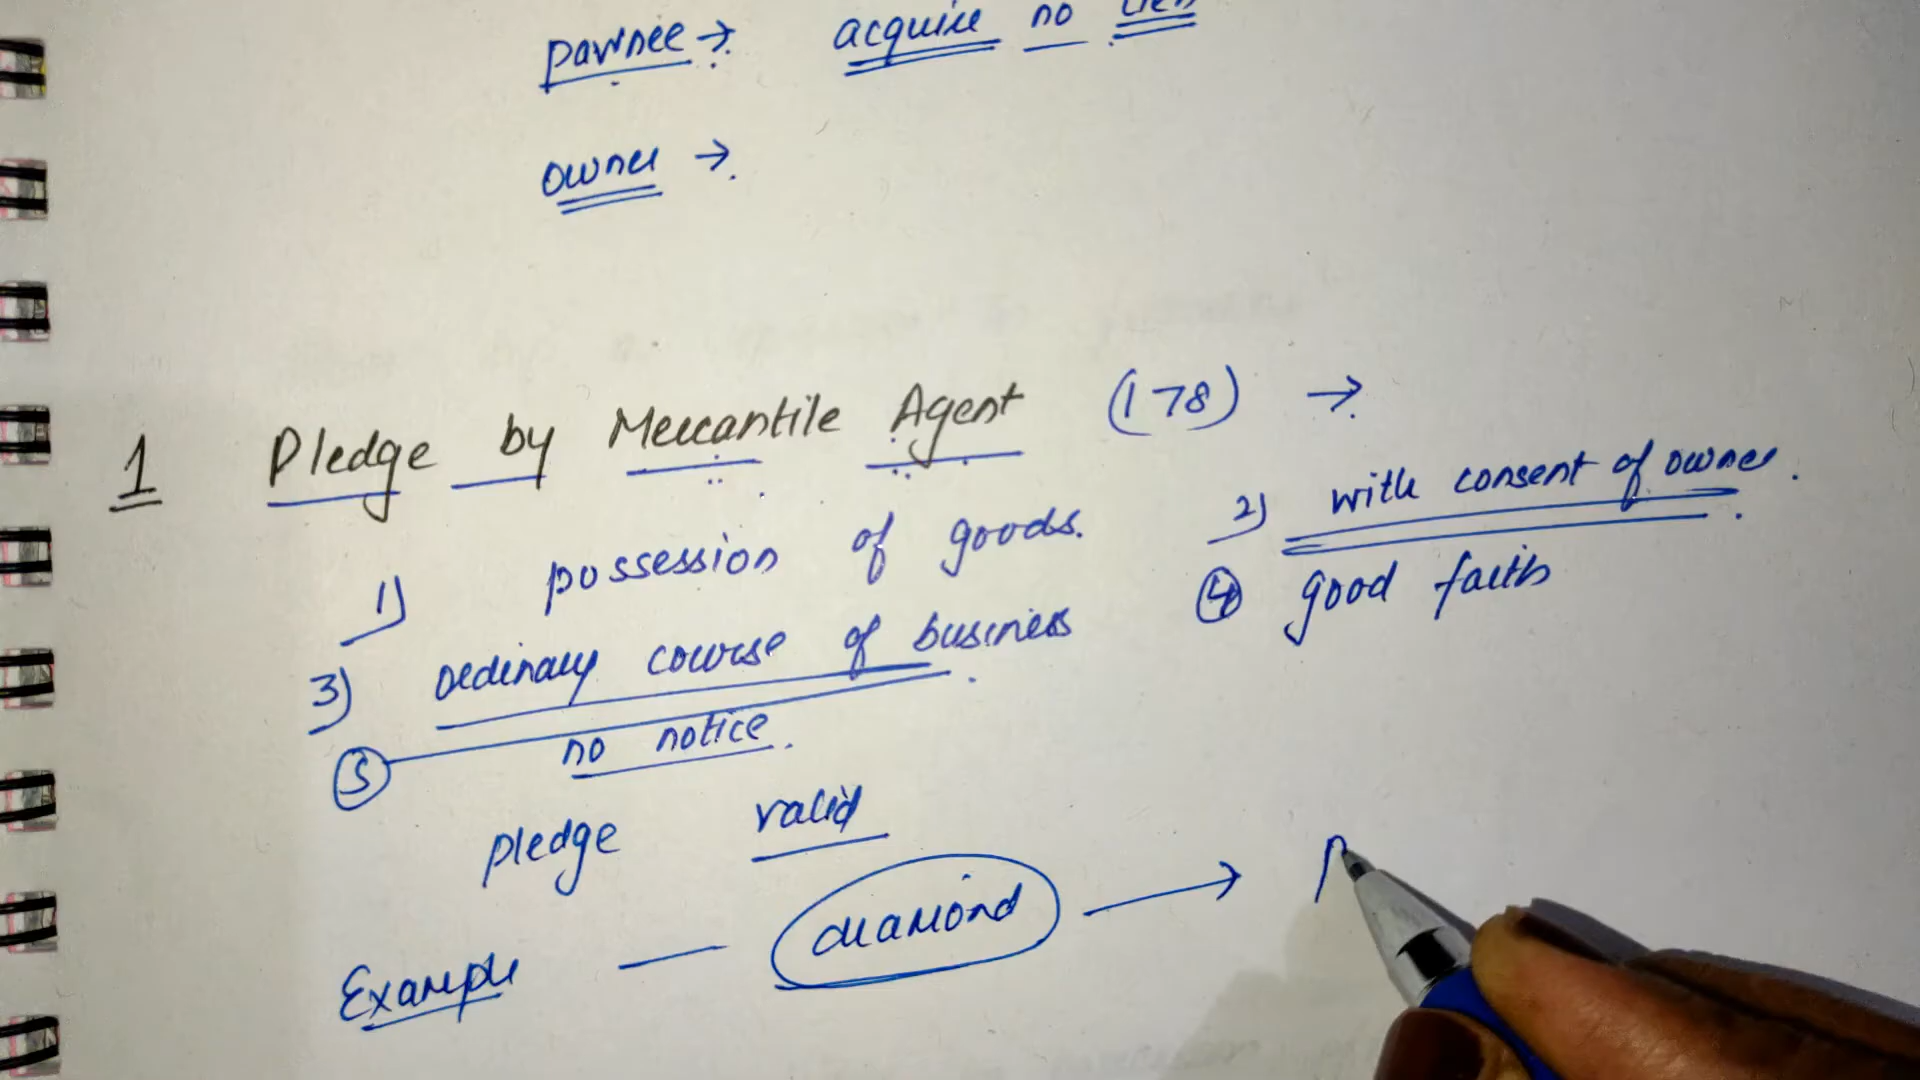 pawnee → acquire no lien
owner →
1 Pledge by Mercantile Agent (178) →
1) possession of goods. 2) with consent of owner.
3) ordinary course of business 4 good faith
5 no notice.
pledge valid
Example — diamond →